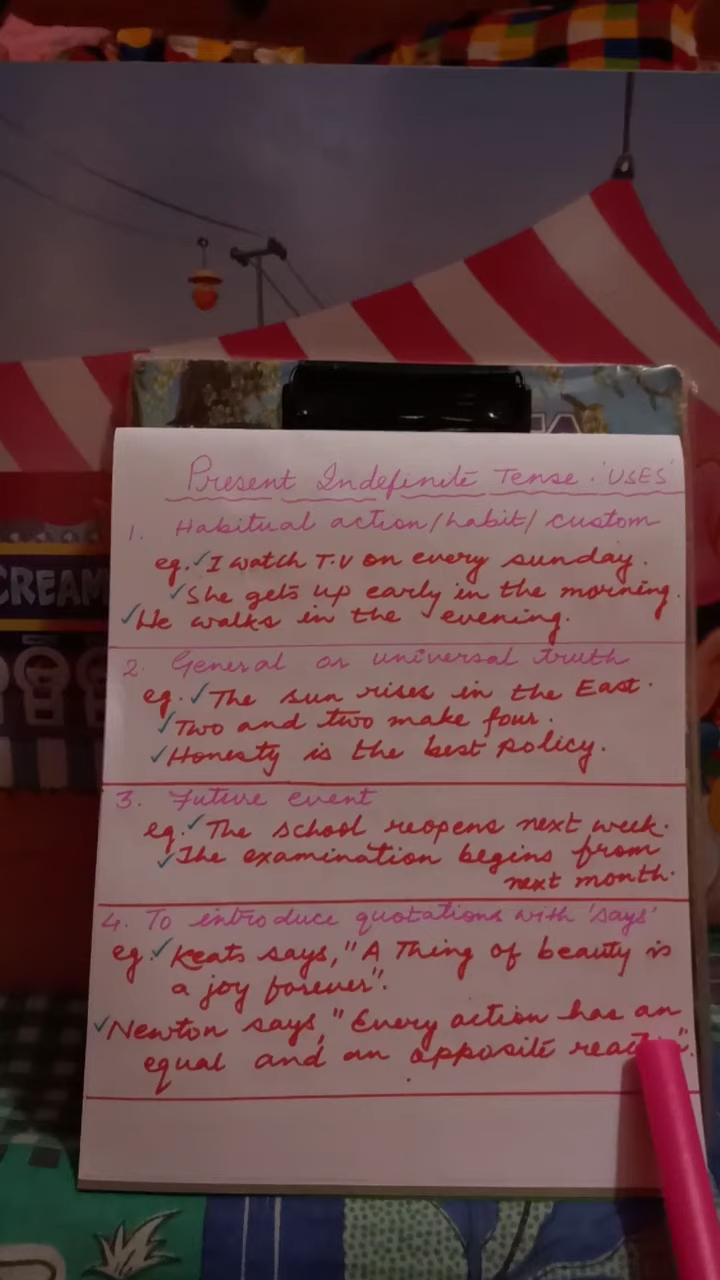 CREAM
Present Indefinite Tense. 'USES'
1. Habitual action/habit/custom
eg. ✓I watch T.V on every sunday.
✓She gets up early in the morning.
✓He walks in the evening.
2. General or universal truth
eg. ✓The sun rises in the East.
✓Two and two make four.
✓Honesty is the best policy.
3. Future event
eg. ✓The school reopens next week.
✓The examination begins from
next month.
4. To introduce quotations with 'says'
eg. ✓Keats says, "A Thing of beauty is
a joy forever".
✓Newton says, "Every action has an
equal and an opposite